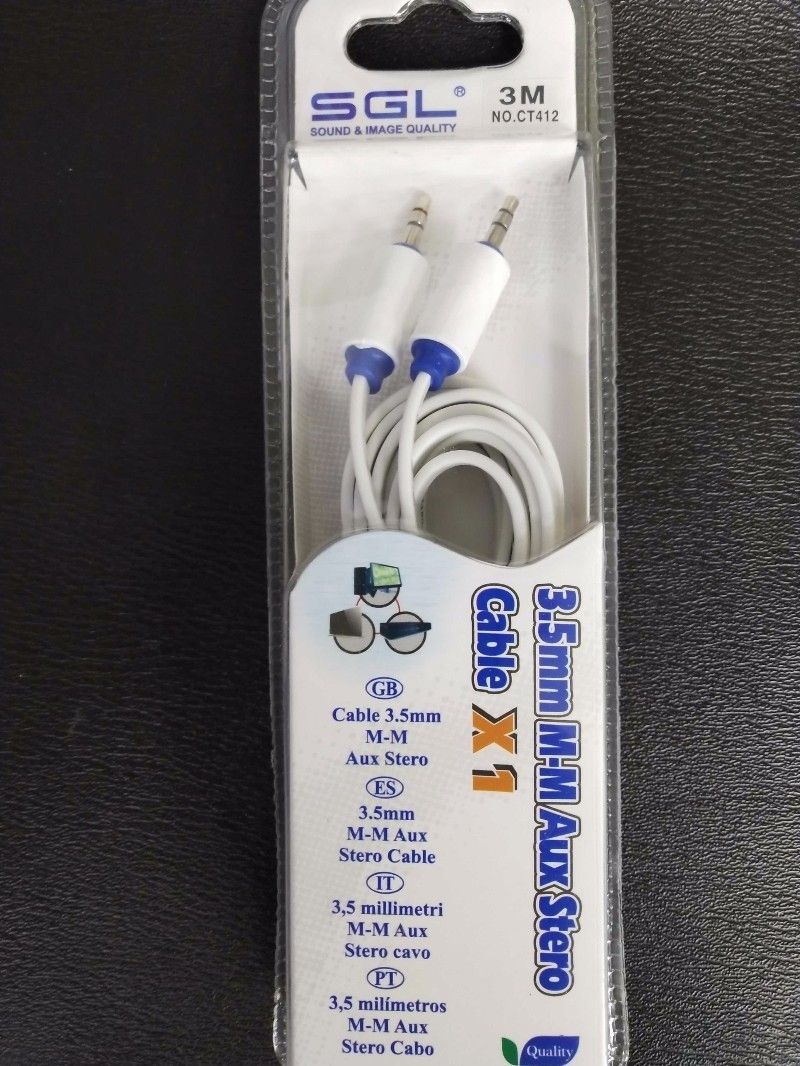 SGL®
SOUND & IMAGE QUALITY
3M
NO.CT412
3.5mm M-M Aux Stero
Cable X 1
GB
Cable 3.5mm
M-M
Aux Stero
ES
3.5mm
M-M Aux
Stero Cable
IT
3,5 millimetri
M-M Aux
Stero cavo
PT
3,5 milímetros
M-M Aux
Stero Cabo
Quality